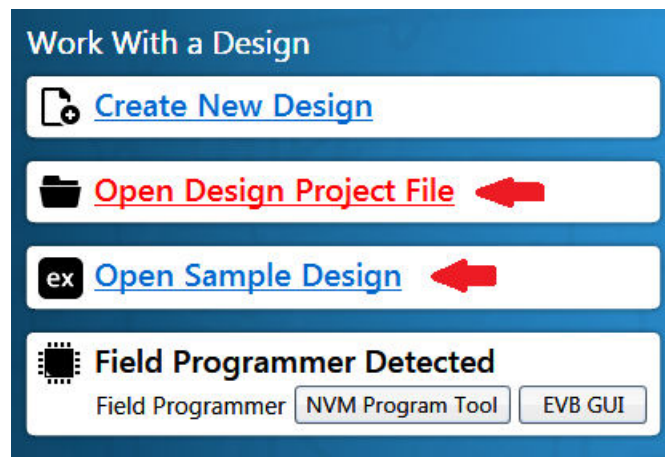 Work With a Design
Create New Design
Open Design Project File
ex Open Sample Design
Field Programmer Detected
Field Programmer NVM Program Tool EVB GUI